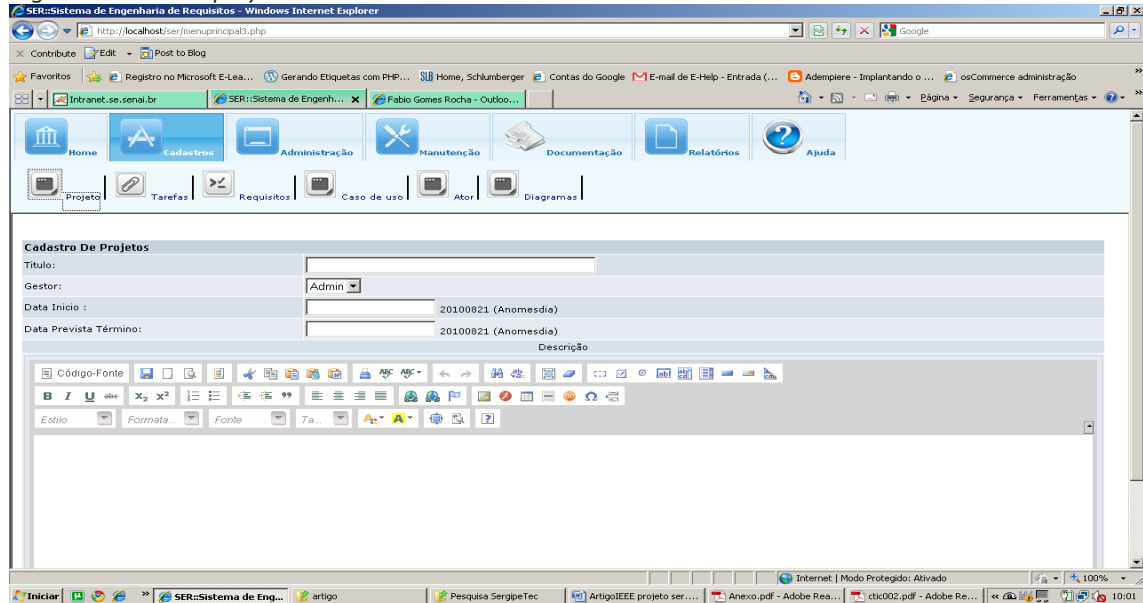 SER::Sistema de Engenharia de Requisitos - Windows Internet Explorer
http://localhost/ser/menuprincipal3.php
Google
Contribute Edit Post to Blog
Favoritos Registro no Microsoft E-Lea... Gerando Etiquetas com PHP... SLB Home, Schlumberger Contas do Google E-mail de E-Help - Entrada (... Adempiere - Implantando o ... osCommerce administração
Intranet.se.senai.br SER::Sistema de Engenh... Fabio Gomes Rocha - Outloo... Página Segurança Ferramentas
Home Cadastros Administração Manutenção Documentação Relatórios Ajuda
Projeto Tarefas Requisitos Caso de uso Ator Diagramas
Cadastro De Projetos
Titulo:
Gestor: Admin
Data Inicio : 20100821 (Anomesdia)
Data Prevista Término: 20100821 (Anomesdia)
Descrição
Código-Fonte
Estilo Formata... Fonte Ta...
Internet | Modo Protegido: Ativado 100%
Iniciar SER::Sistema de Eng... artigo Pesquisa SergipeTec ArtigoIEEE projeto ser.... Anexo.pdf - Adobe Rea... ctic002.pdf - Adobe Re... 10:01